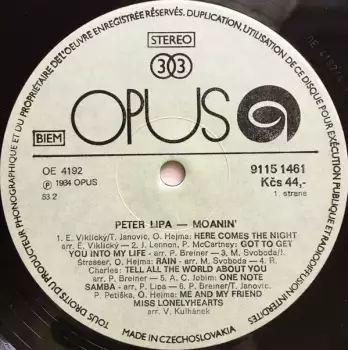 TOUS DROITS DU PRODUCTEUR PHONOGRAPHIQUE ET DU PROPRIÉTAIRE DE L'OEUVRE ENREGISTRÉE RÉSERVÉS. DUPLICATION, UTILISATION DE CE DISQUE POUR EXÉCUTION PUBLIQUE ET RADIODIFFUSION INTERDITES
STEREO
33
OPUS
BIEM
OE 4192
Ⓟ 1984 OPUS
S3 2
9115 1461
Kčs 44,-
1. strana
PETER LIPA — MOANIN'
1. E. Viklický/T. Janovic, O. Hejma: HERE COMES THE NIGHT
arr. E. Viklický — 2. J. Lennon, P. McCartney: GOT TO GET
YOU INTO MY LIFE - arr. P. Breiner — 3. M. Svoboda/I.
Strasser, O. Hejma: RAIN - arr. M. Svoboda — 4. R.
Charles: TELL ALL THE WORLD ABOUT YOU
arr. P. Breiner — 5. A. C. Jobim: ONE NOTE
SAMBA - arr. P. Lipa — 6. P. Breiner/T. Janovic,
P. Petiška, O. Hejma: ME AND MY FRIEND
MISS LONELYHEARTS
arr. V. Kulhánek
MADE IN CZECHOSLOVAKIA